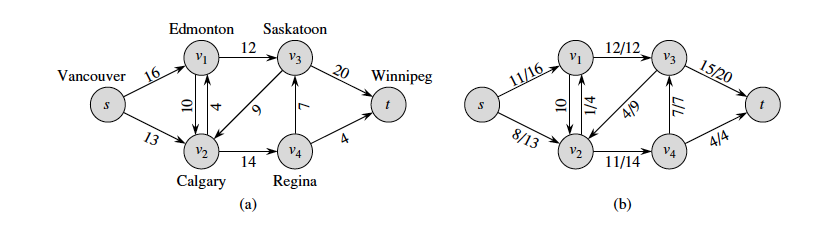 Edmonton Saskatoon
Vancouver 16 v1 12 v3 20 Winnipeg
s 10 4 9 7 t
13 v2 14 v4 4
Calgary Regina
(a)
11/16 v1 12/12 v3 15/20
s 10 1/4 4/9 7/7 t
8/13 v2 11/14 v4 4/4
(b)